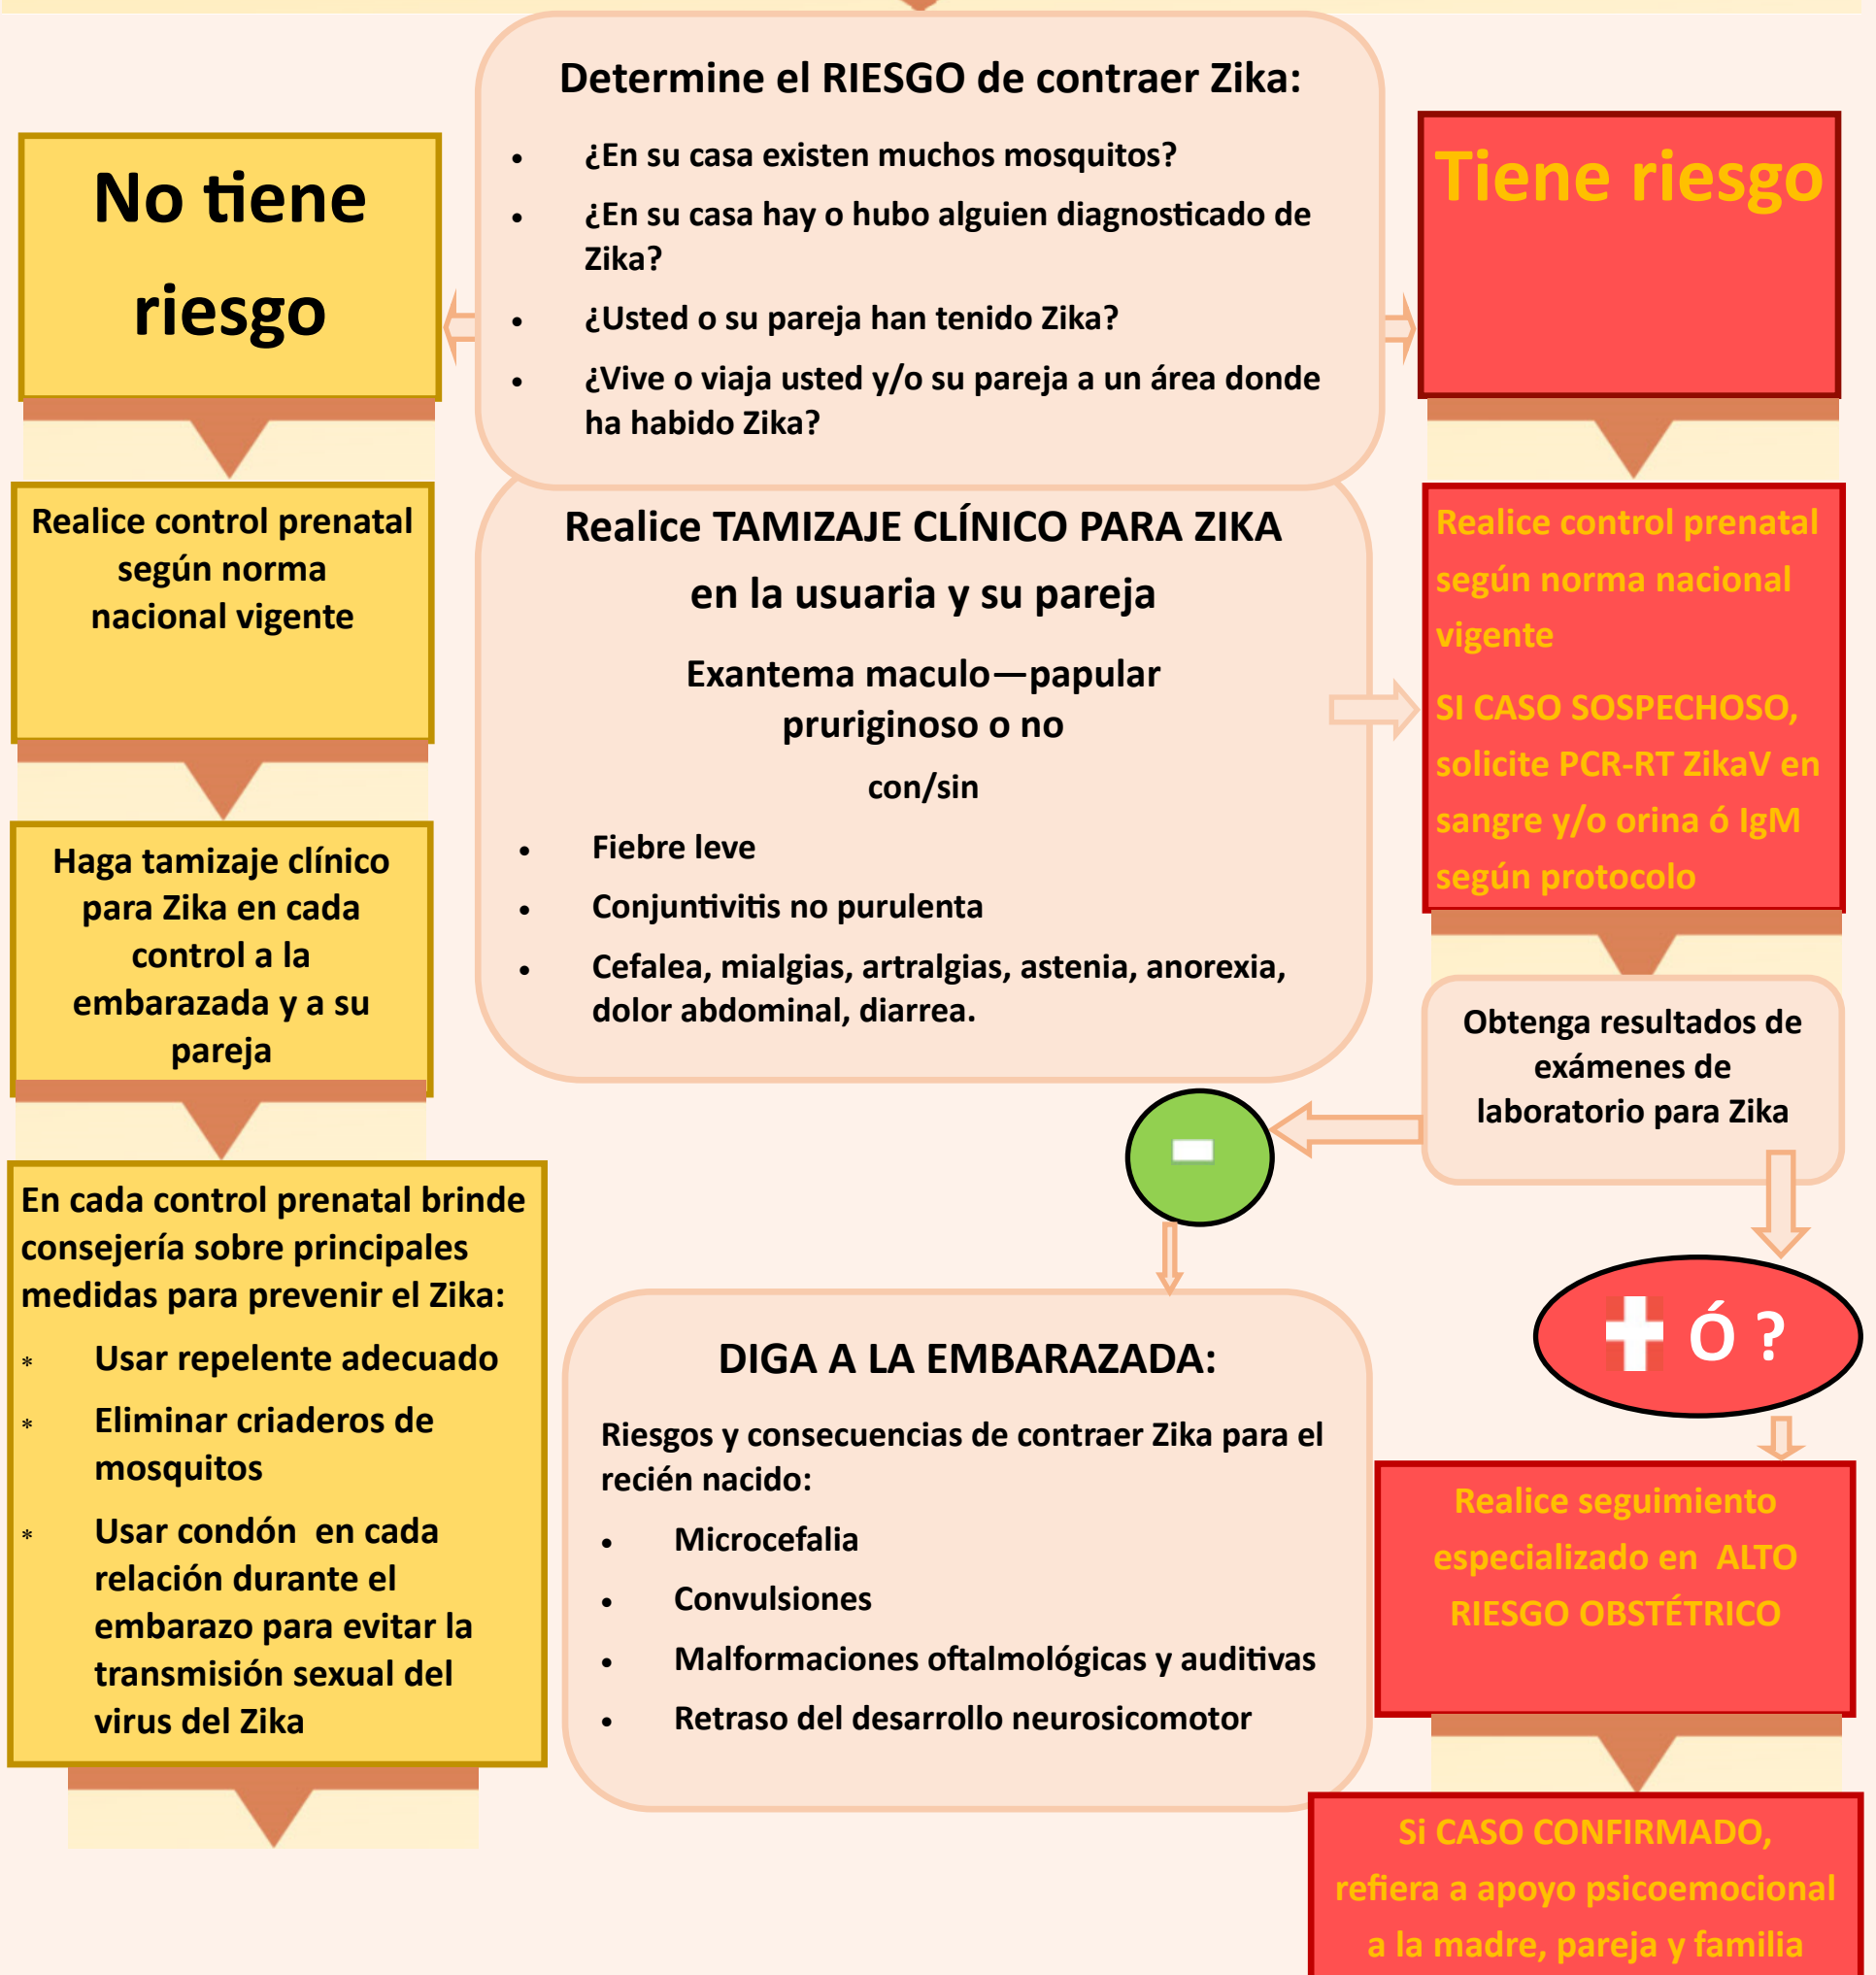 Determine el RIESGO de contraer Zika:
• ¿En su casa existen muchos mosquitos?
• ¿En su casa hay o hubo alguien diagnosticado de
Zika?
• ¿Usted o su pareja han tenido Zika?
• ¿Vive o viaja usted y/o su pareja a un área donde
ha habido Zika?
No tiene
riesgo
Tiene riesgo
Realice control prenatal
según norma
nacional vigente
Haga tamizaje clínico
para Zika en cada
control a la
embarazada y a su
pareja
En cada control prenatal brinde
consejería sobre principales
medidas para prevenir el Zika:
* Usar repelente adecuado
* Eliminar criaderos de
mosquitos
* Usar condón en cada
relación durante el
embarazo para evitar la
transmisión sexual del
virus del Zika
Realice TAMIZAJE CLÍNICO PARA ZIKA
en la usuaria y su pareja
Exantema maculo—papular
pruriginoso o no
con/sin
• Fiebre leve
• Conjuntivitis no purulenta
• Cefalea, mialgias, artralgias, astenia, anorexia,
dolor abdominal, diarrea.
Realice control prenatal
según norma nacional
vigente
SI CASO SOSPECHOSO,
solicite PCR-RT ZikaV en
sangre y/o orina ó IgM
según protocolo
Obtenga resultados de
exámenes de
laboratorio para Zika
-
+ Ó ?
DIGA A LA EMBARAZADA:
Riesgos y consecuencias de contraer Zika para el
recién nacido:
• Microcefalia
• Convulsiones
• Malformaciones oftalmológicas y auditivas
• Retraso del desarrollo neurosicomotor
Realice seguimiento
especializado en ALTO
RIESGO OBSTÉTRICO
Si CASO CONFIRMADO,
refiera a apoyo psicoemocional
a la madre, pareja y familia